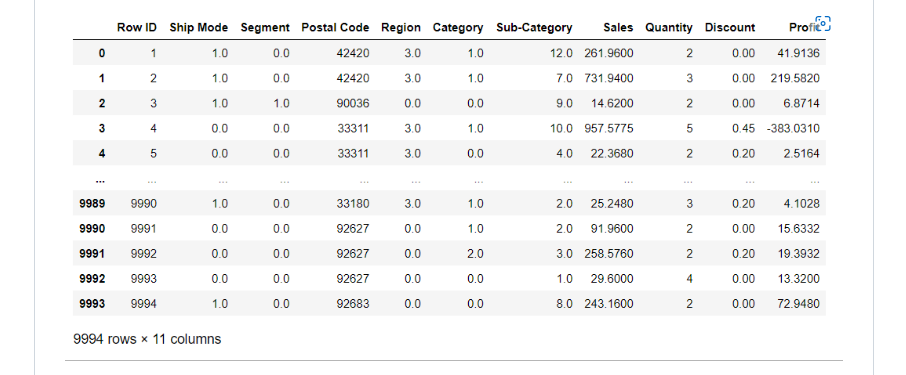 Row ID Ship Mode Segment Postal Code Region Category Sub-Category Sales Quantity Discount Profit
0 1 1.0 0.0 42420 3.0 1.0 12.0 261.9600 2 0.00 41.9136
1 2 1.0 0.0 42420 3.0 1.0 7.0 731.9400 3 0.00 219.5820
2 3 1.0 1.0 90036 0.0 0.0 9.0 14.6200 2 0.00 6.8714
3 4 0.0 0.0 33311 3.0 1.0 10.0 957.5775 5 0.45 -383.0310
4 5 0.0 0.0 33311 3.0 0.0 4.0 22.3680 2 0.20 2.5164
... ... ... ... ... ... ... ... ... ... ... ...
9989 9990 1.0 0.0 33180 3.0 1.0 2.0 25.2480 3 0.20 4.1028
9990 9991 0.0 0.0 92627 0.0 1.0 2.0 91.9600 2 0.00 15.6332
9991 9992 0.0 0.0 92627 0.0 2.0 3.0 258.5760 2 0.20 19.3932
9992 9993 0.0 0.0 92627 0.0 0.0 1.0 29.6000 4 0.00 13.3200
9993 9994 1.0 0.0 92683 0.0 0.0 8.0 243.1600 2 0.00 72.9480
9994 rows × 11 columns